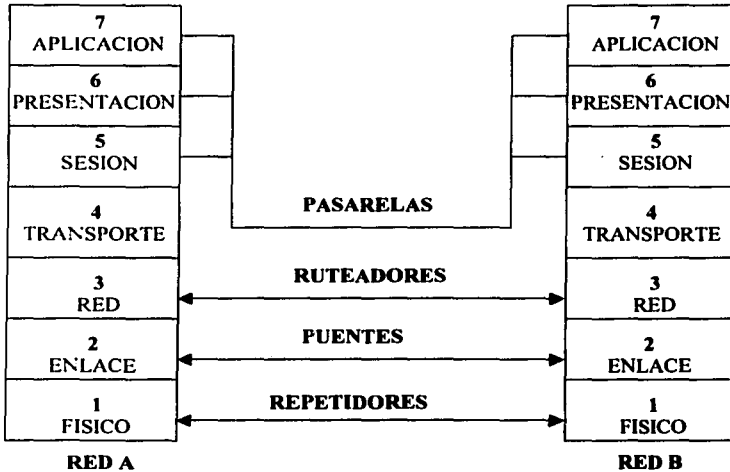 7
APLICACION
6
PRESENTACION
5
SESION
4
TRANSPORTE
3
RED
2
ENLACE
1
FISICO
RED A
PASARELAS
RUTEADORES
PUENTES
REPETIDORES
7
APLICACION
6
PRESENTACION
5
SESION
4
TRANSPORTE
3
RED
2
ENLACE
1
FISICO
RED B